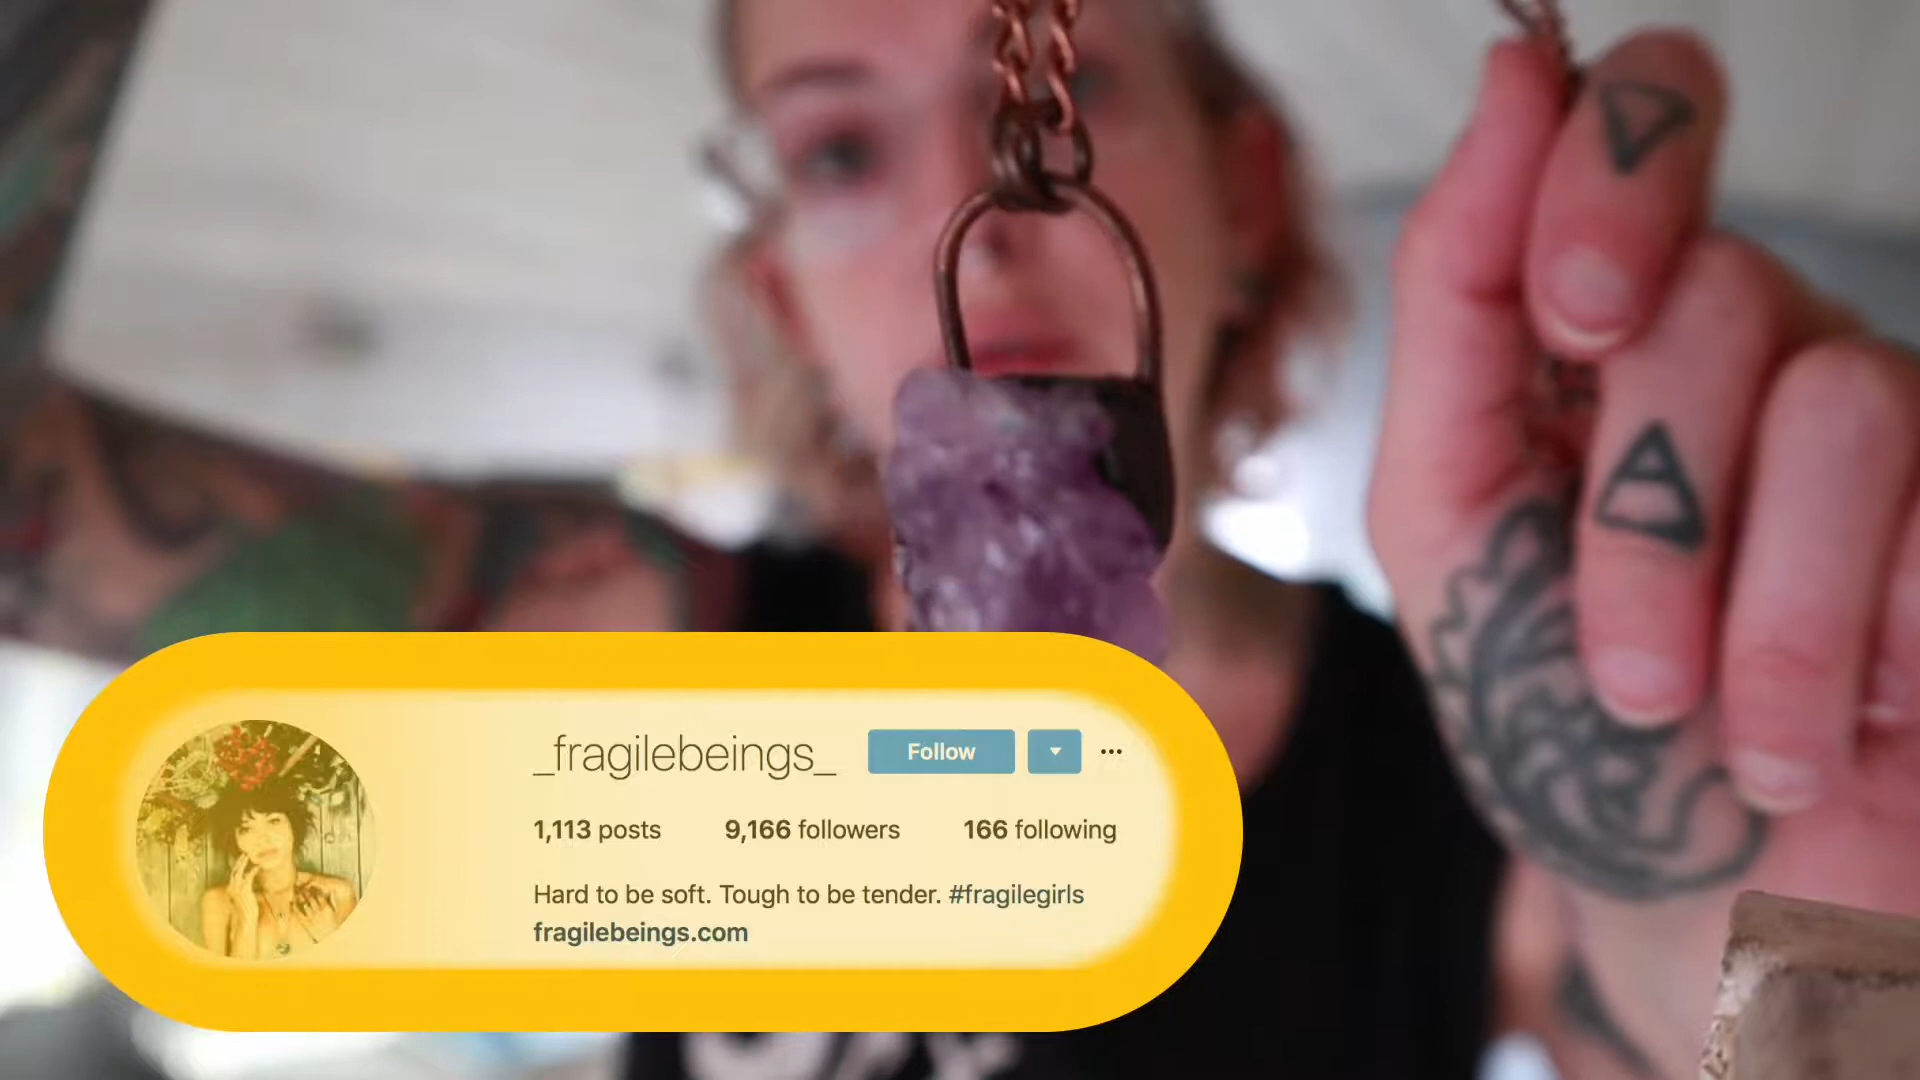 _fragilebeings_ Follow
1,113 posts 9,166 followers 166 following
Hard to be soft. Tough to be tender. #fragilegirls
fragilebeings.com